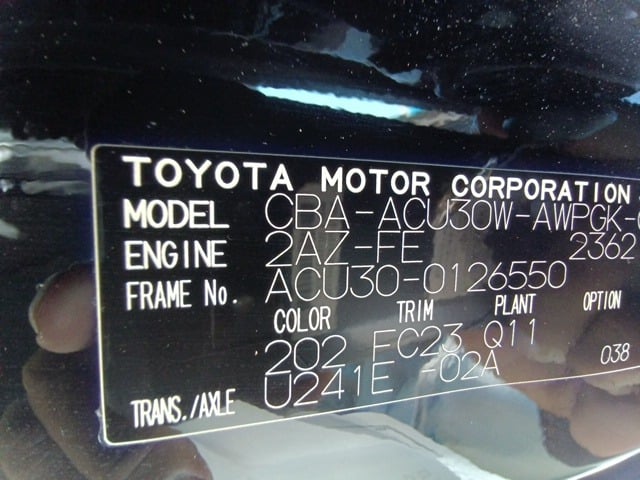 TOYOTA MOTOR CORPORATION
MODEL CBA-ACU30W-AWPGK-
ENGINE 2AZ-FE 2362
FRAME No. ACU30-0126550
COLOR TRIM PLANT OPTION
202 FC23 Q11
TRANS./AXLE U241E -02A 038